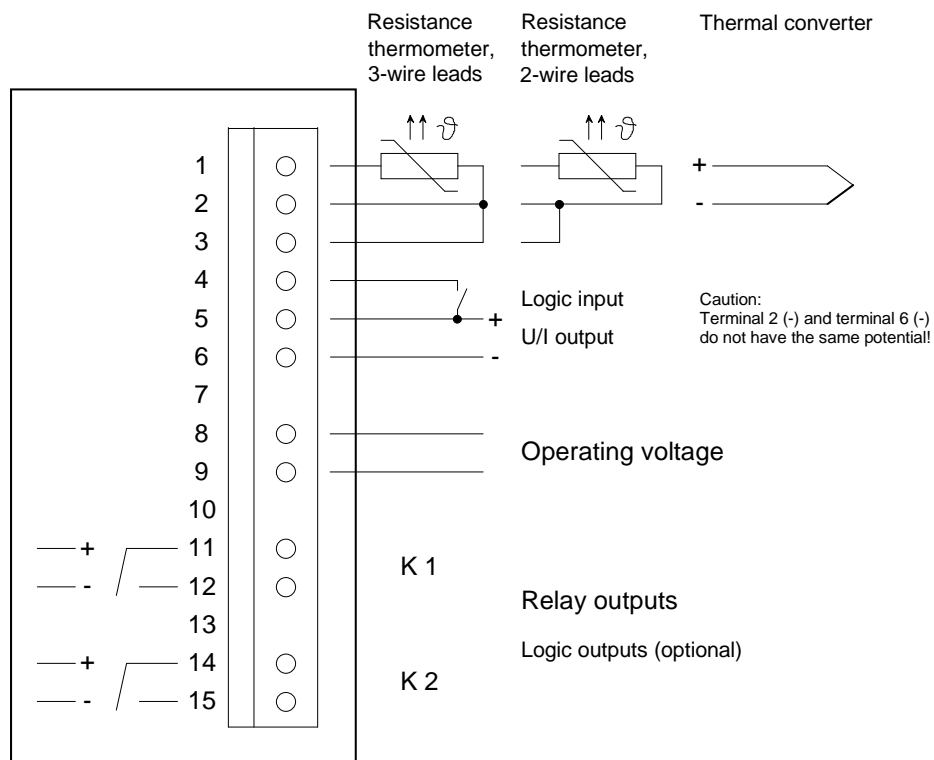 Resistance
thermometer,
3-wire leads
Resistance
thermometer,
2-wire leads
Thermal converter
ϑ
ϑ
1
+
2
-
3
4
5
+
6
-
Logic input
U/I output
Caution:
Terminal 2 (-) and terminal 6 (-)
do not have the same potential!
7
8
9
Operating voltage
10
+
11
-
12
K 1
13
Relay outputs
Logic outputs (optional)
+
14
-
15
K 2